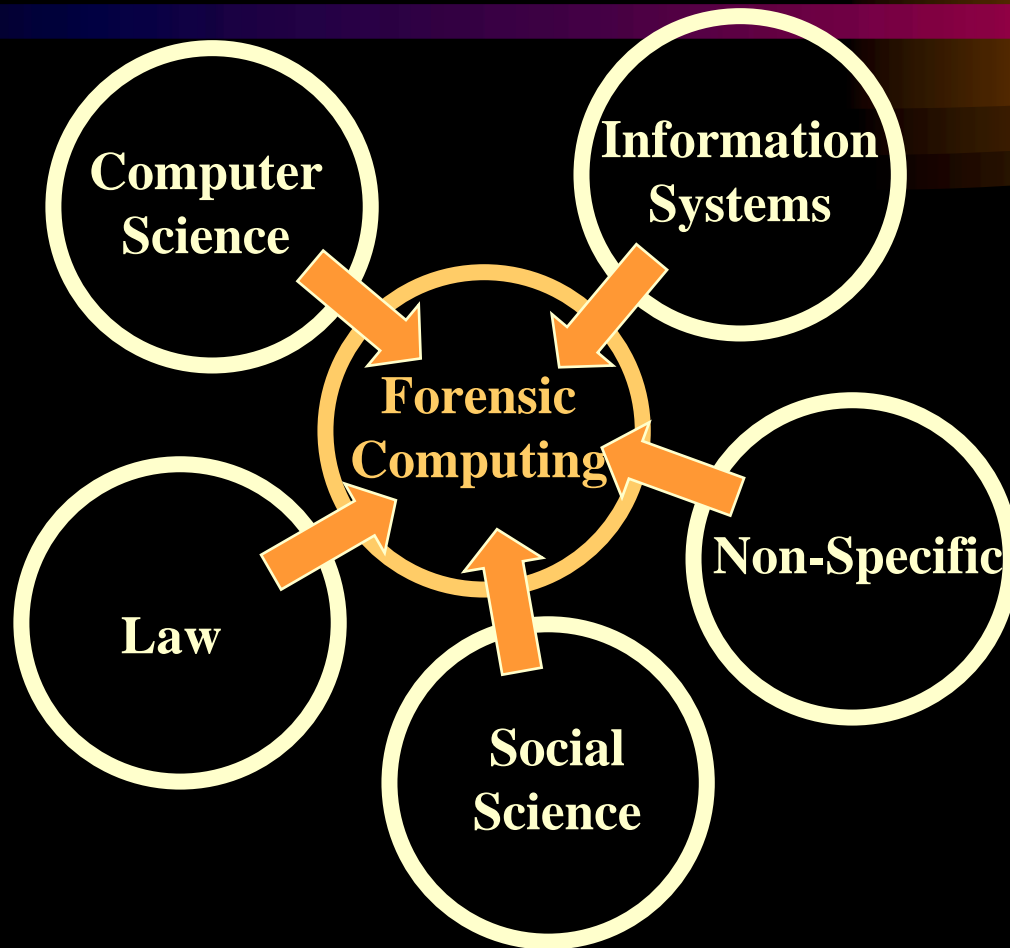 Computer
Science
Information
Systems
Forensic
Computing
Non-Specific
Law
Social
Science